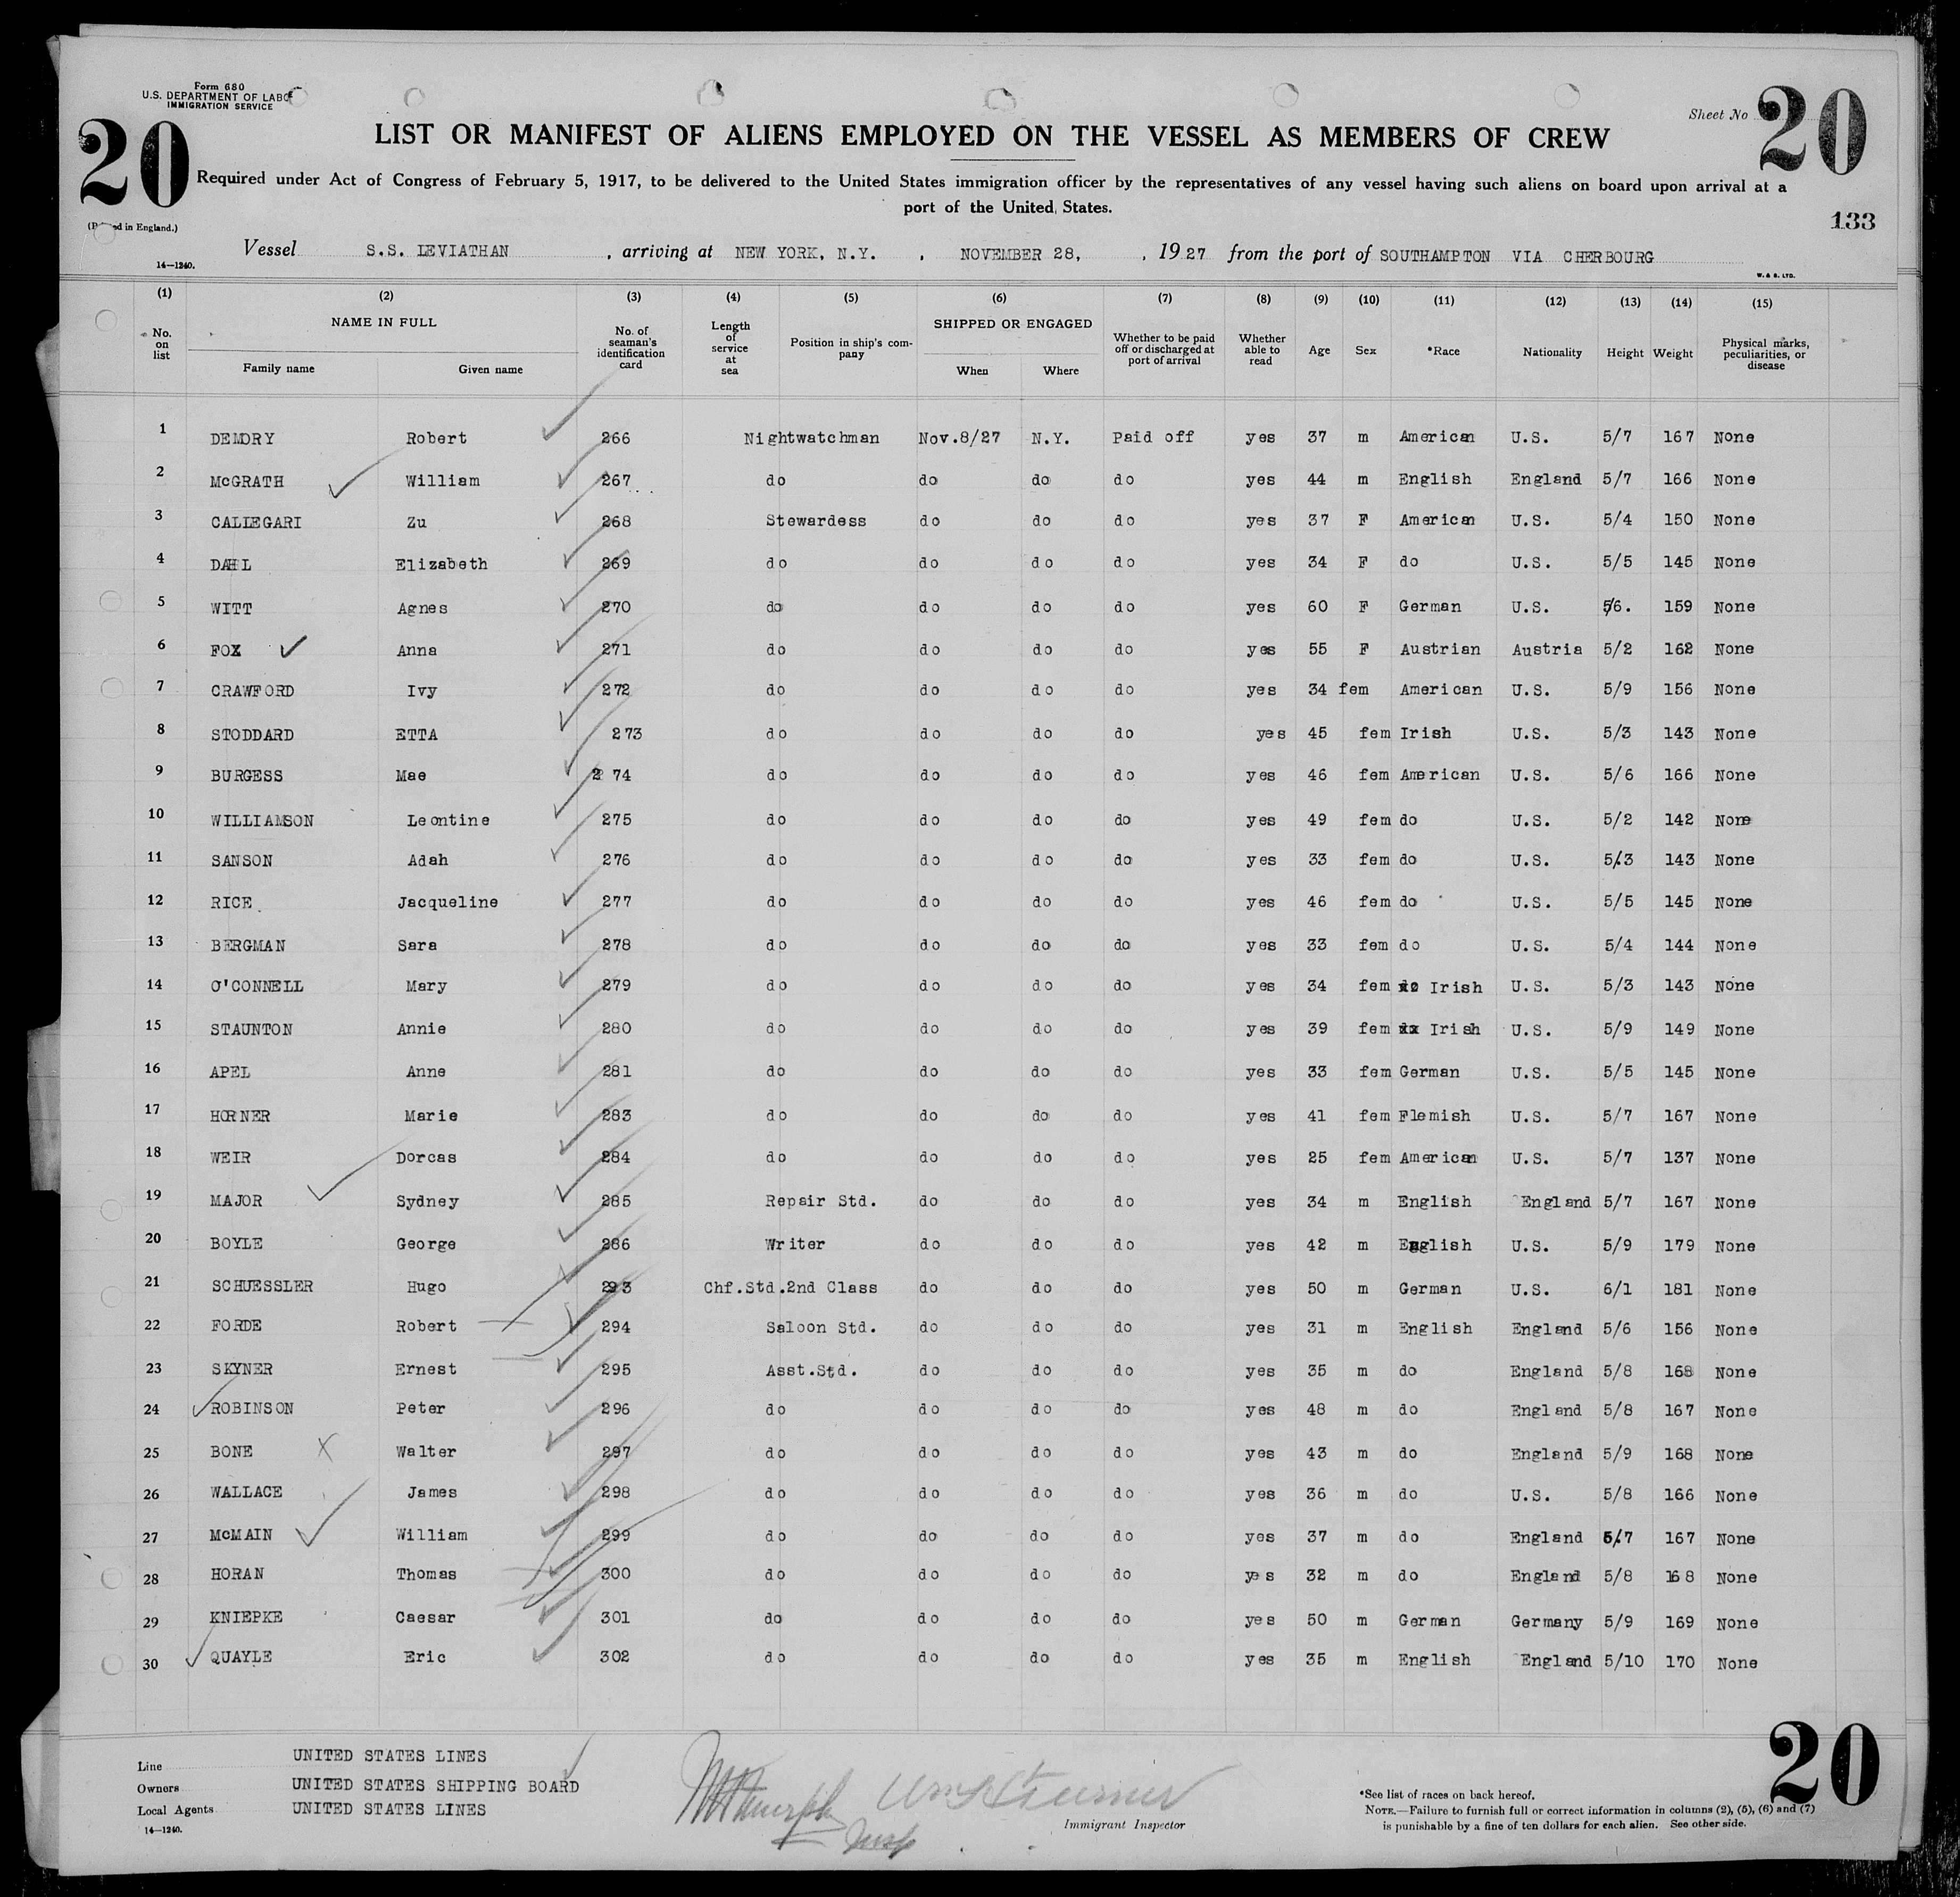 Form 680
U.S. DEPARTMENT OF LABOR
IMMIGRATION SERVICE
Sheet No 20
20
LIST OR MANIFEST OF ALIENS EMPLOYED ON THE VESSEL AS MEMBERS OF CREW
Required under Act of Congress of February 5, 1917, to be delivered to the United States immigration officer by the representatives of any vessel having such aliens on board upon arrival at a
port of the United States.
133
(Printed in England.)
Vessel S.S. LEVIATHAN , arriving at NEW YORK, N.Y. , NOVEMBER 28, , 1927 from the port of SOUTHAMPTON VIA CHERBOURG
14—1240.
W. & S. LTD.
(1) (2) (3) (4) (5) (6) (7) (8) (9) (10) (11) (12) (13) (14) (15)
No. on list NAME IN FULL Family name Given name No. of seaman's identification card Length of service at sea Position in ship's company SHIPPED OR ENGAGED When Where Whether to be paid off or discharged at port of arrival Whether able to read Age Sex *Race Nationality Height Weight Physical marks, peculiarities, or disease
1 DEMORY Robert 266 Nightwatchman Nov.8/27 N.Y. Paid off yes 37 m American U.S. 5/7 167 None
2 McGRATH William 267 do do do do yes 44 m English England 5/7 166 None
3 CALLEGARI Zu 268 Stewardess do do do yes 37 F American U.S. 5/4 150 None
4 DAHL Elizabeth 269 do do do do yes 34 F do U.S. 5/5 145 None
5 WITT Agnes 270 do do do do yes 60 F German U.S. 5/6. 159 None
6 FOX Anna 271 do do do do yes 55 F Austrian Austria 5/2 162 None
7 CRAWFORD Ivy 272 do do do do yes 34 fem American U.S. 5/9 156 None
8 STODDARD ETTA 273 do do do do yes 45 fem Irish U.S. 5/3 143 None
9 BURGESS Mae 274 do do do do yes 46 fem American U.S. 5/6 166 None
10 WILLIAMSON Leontine 275 do do do do yes 49 fem do U.S. 5/2 142 None
11 SANSON Adah 276 do do do do yes 33 fem do U.S. 5/3 143 None
12 RICE Jacqueline 277 do do do do yes 46 fem do U.S. 5/5 145 None
13 BERGMAN Sara 278 do do do do yes 33 fem do U.S. 5/4 144 None
14 O'CONNELL Mary 279 do do do do yes 34 fem Irish U.S. 5/3 143 None
15 STAUNTON Annie 280 do do do do yes 39 fem Irish U.S. 5/9 149 None
16 APEL Anne 281 do do do do yes 33 fem German U.S. 5/5 145 None
17 HORNER Marie 283 do do do do yes 41 fem Flemish U.S. 5/7 167 None
18 WEIR Dorcas 284 do do do do yes 25 fem American U.S. 5/7 137 None
19 MAJOR Sydney 285 Repair Std. do do do yes 34 m English England 5/7 167 None
20 BOYLE George 286 Writer do do do yes 42 m English U.S. 5/9 179 None
21 SCHUESSLER Hugo 293 Chf.Std.2nd Class do do do yes 50 m German U.S. 6/1 181 None
22 FORDE Robert 294 Saloon Std. do do do yes 31 m English England 5/6 156 None
23 SKYNER Ernest 295 Asst.Std. do do do yes 35 m do England 5/8 168 None
24 ROBINSON Peter 296 do do do do yes 48 m do England 5/8 167 None
25 BONE X Walter 297 do do do do yes 43 m do England 5/9 168 None
26 WALLACE James 298 do do do do yes 36 m do U.S. 5/8 166 None
27 McMAIN William 299 do do do do yes 37 m do England 5/7 167 None
28 HORAN Thomas 300 do do do do yes 32 m do England 5/8 168 None
29 KNIEPKE Caesar 301 do do do do yes 50 m German Germany 5/9 169 None
30 QUAYLE Eric 302 do do do do yes 35 m English England 5/10 170 None
20
Line UNITED STATES LINES
Owners UNITED STATES SHIPPING BOARD
Local Agents UNITED STATES LINES
14—1240.
Immigrant Inspector
*See list of races on back hereof.
NOTE.—Failure to furnish full or correct information in columns (2), (5), (6) and (7)
is punishable by a fine of ten dollars for each alien. See other side.